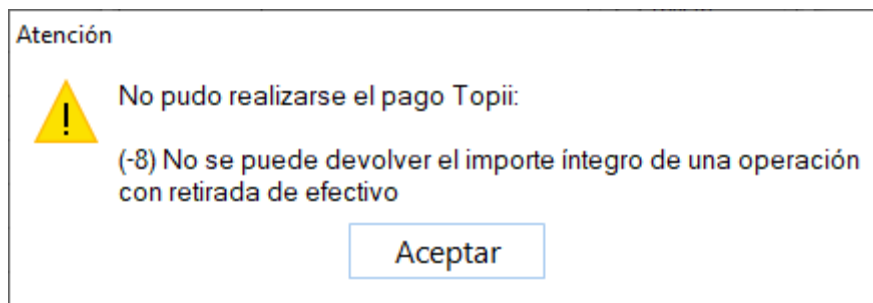 Atención
No pudo realizarse el pago Topii:
(-8) No se puede devolver el importe íntegro de una operación
con retirada de efectivo
Aceptar